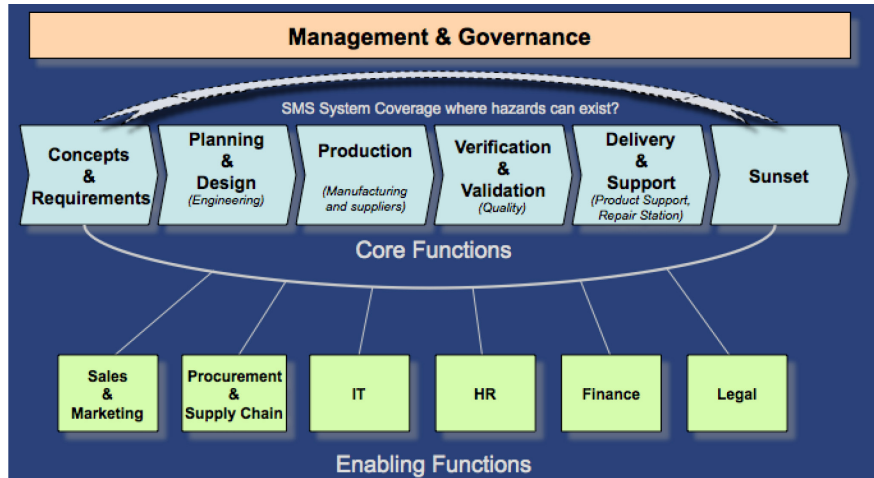 Management & Governance
SMS System Coverage where hazards can exist?
Concepts
&
Requirements
Planning
&
Design
(Engineering)
Production
(Manufacturing
and suppliers)
Verification
&
Validation
(Quality)
Delivery
&
Support
(Product Support,
Repair Station)
Sunset
Core Functions
Sales
&
Marketing
Procurement
&
Supply Chain
IT
HR
Finance
Legal
Enabling Functions